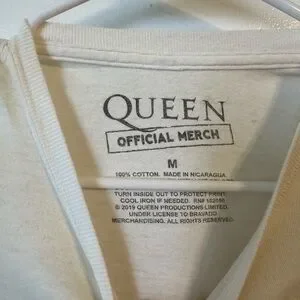 QUEEN
OFFICIAL MERCH
M
100% COTTON. MADE IN NICARAGUA
TURN INSIDE OUT TO PROTECT PRINT.
COOL IRON IF NEEDED. RN#
© 2019 QUEEN PRODUCTIONS LIMITED.
UNDER LICENSE TO BRAVADO
MERCHANDISING. ALL RIGHTS RESERVED.